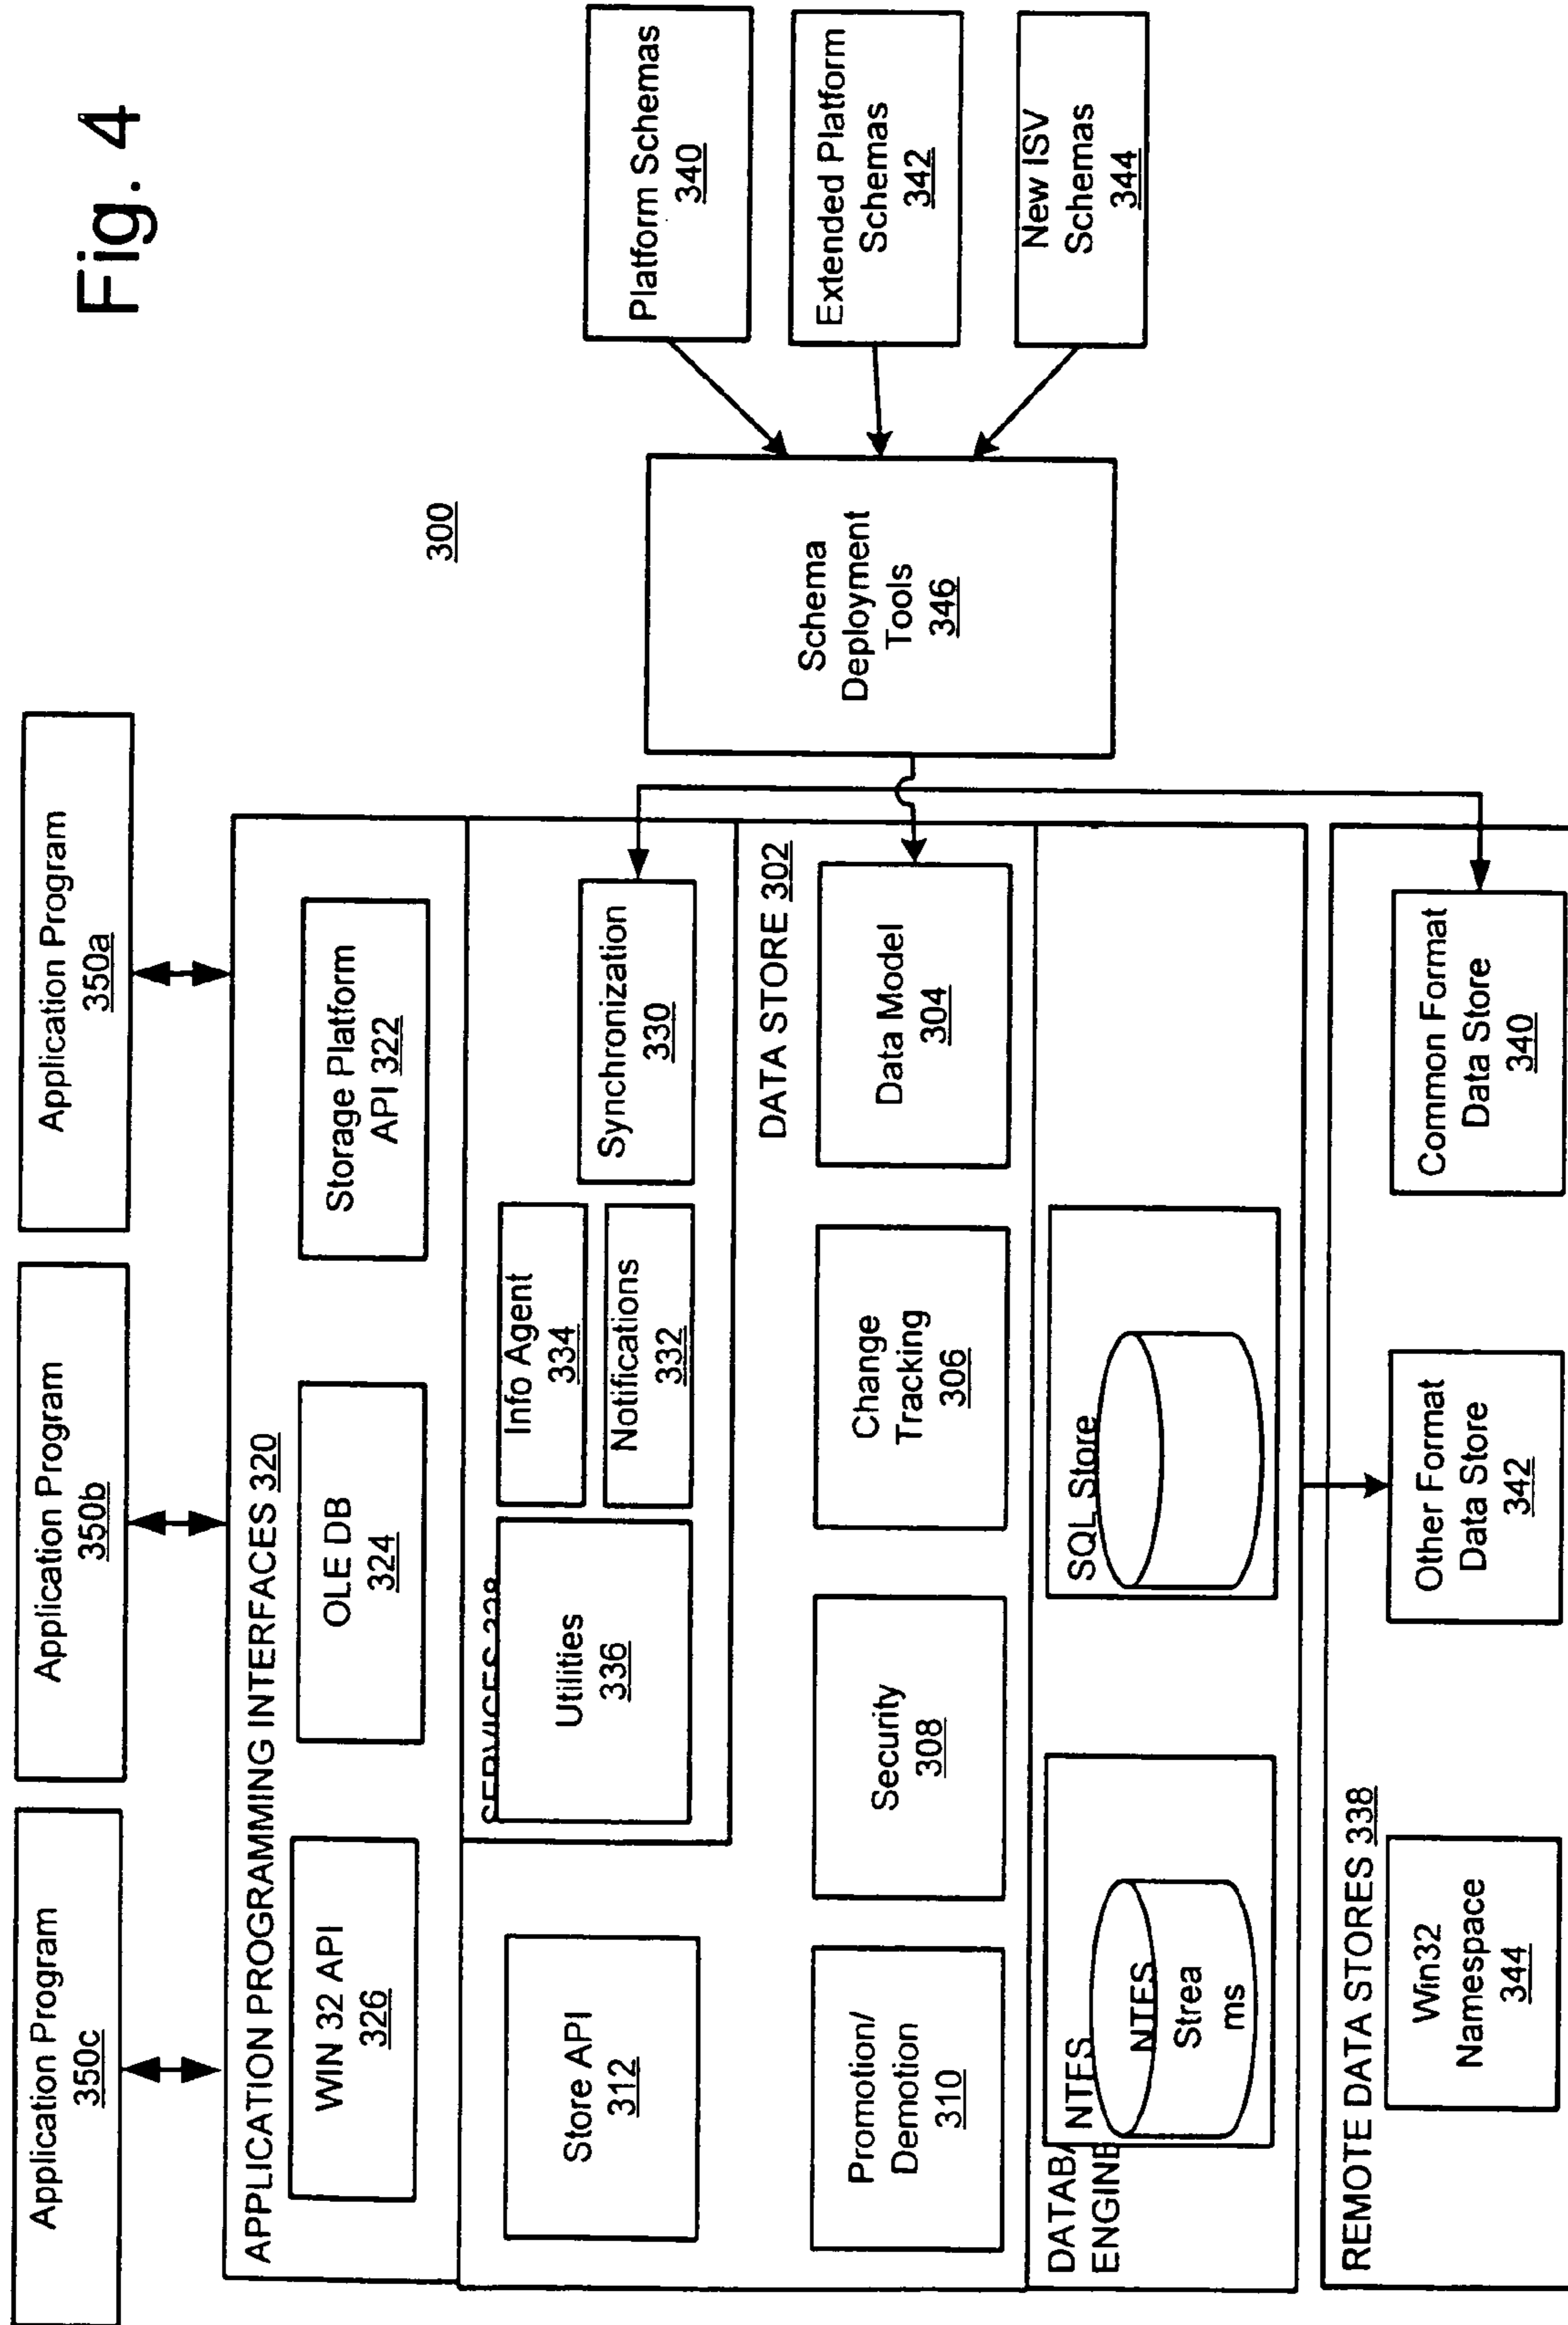 Fig. 4
Application Program
350c
Application Program
350b
Application Program
350a
APPLICATION PROGRAMMING INTERFACES 320
WIN 32 API
326
OLE DB
324
Storage Platform
API 322
300
Store API
312
SERVICES 328
Utilities
336
Info Agent
334
Notifications
332
Synchronization
330
DATA STORE 302
Promotion/
Demotion
310
Security
308
Change
Tracking
306
Data Model
304
Schema
Deployment
Tools
346
Platform Schemas
340
Extended Platform
Schemas
342
New ISV
Schemas
344
DATABA
ENGINE
NTFS
NTFS
Strea
ms
SQL Store
REMOTE DATA STORES 338
Win32
Namespace
344
Other Format
Data Store
342
Common Format
Data Store
340